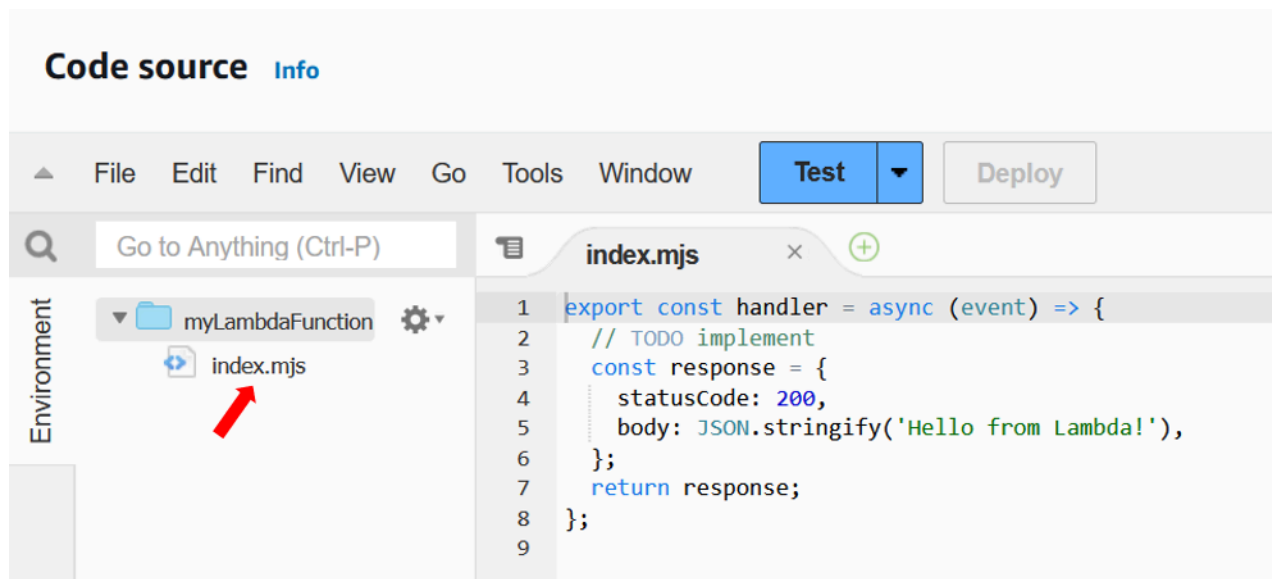 Code source Info
File Edit Find View Go Tools Window Test Deploy
Go to Anything (Ctrl-P)
index.mjs
Environment
myLambdaFunction
index.mjs
1 export const handler = async (event) => {
2   // TODO implement
3   const response = {
4     statusCode: 200,
5     body: JSON.stringify('Hello from Lambda!'),
6   };
7   return response;
8 };
9